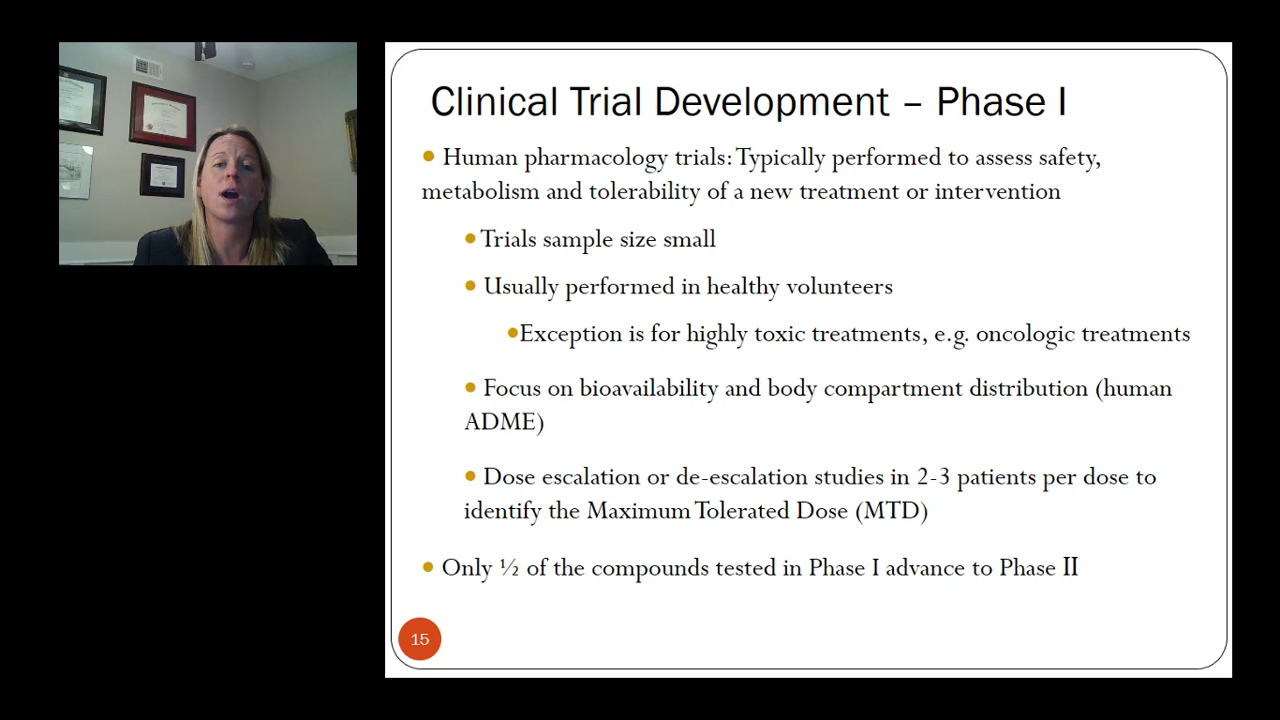 Clinical Trial Development – Phase I
● Human pharmacology trials: Typically performed to assess safety,
metabolism and tolerability of a new treatment or intervention
● Trials sample size small
● Usually performed in healthy volunteers
● Exception is for highly toxic treatments, e.g. oncologic treatments
● Focus on bioavailability and body compartment distribution (human
ADME)
● Dose escalation or de-escalation studies in 2-3 patients per dose to
identify the Maximum Tolerated Dose (MTD)
● Only ½ of the compounds tested in Phase I advance to Phase II
15